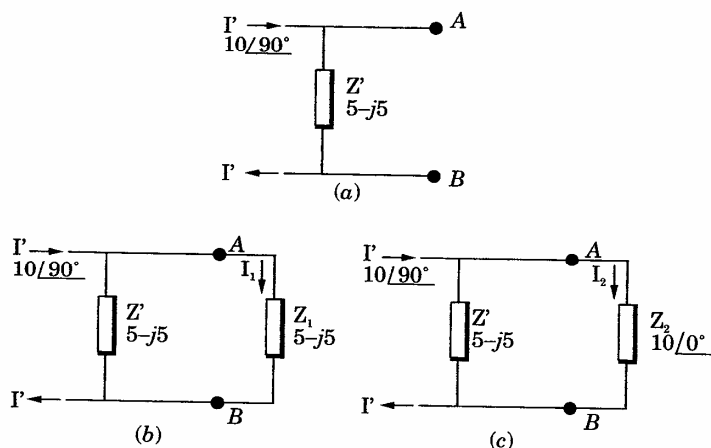 I' A
10/90°
Z'
5–j5
I' B
(a)
I' A
10/90° I₁
Z' Z₁
5–j5 5–j5
I' B
(b)
I' A
10/90° I₂
Z' Z₂
5–j5 10/0°
I' B
(c)